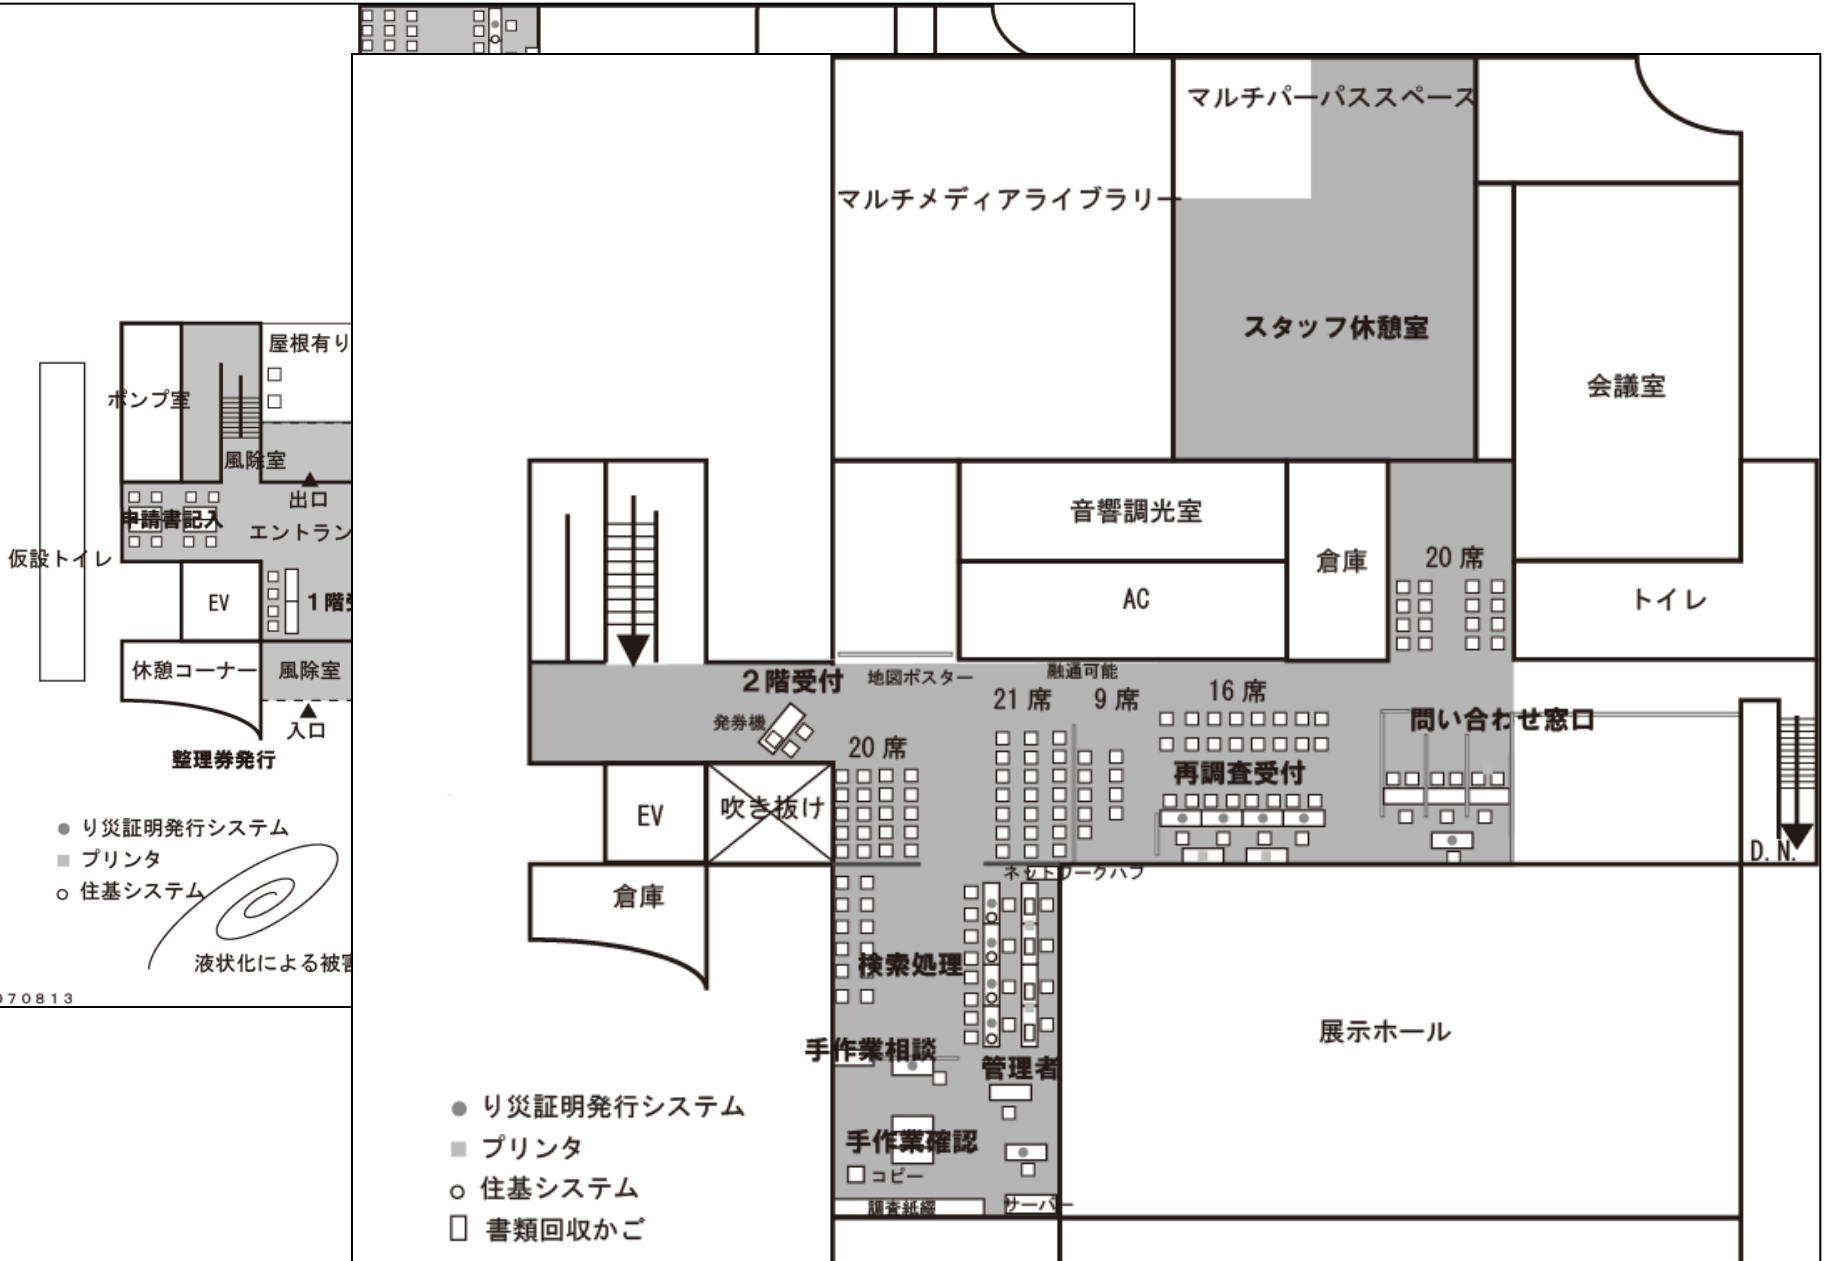 屋根有り
ポンプ室
風除室
出口
申請書記入
エントラン
仮設トイレ
EV
1階
休憩コーナー
風除室
入口
整理券発行
り災証明発行システム
プリンタ
住基システム
液状化による被害
070813
マルチパーパススペース
マルチメディアライブラリー
スタッフ休憩室
会議室
音響調光室
倉庫
20席
AC
トイレ
2階受付
地図ポスター
融通可能
21席
9席
16席
発券機
問い合わせ窓口
20席
再調査受付
EV
吹き抜け
D.N.
ネットワークハブ
倉庫
検索処理
展示ホール
手作業相談
管理者
り災証明発行システム
手作業確認
プリンタ
コピー
住基システム
調査紙綴
サーバー
書類回収かご